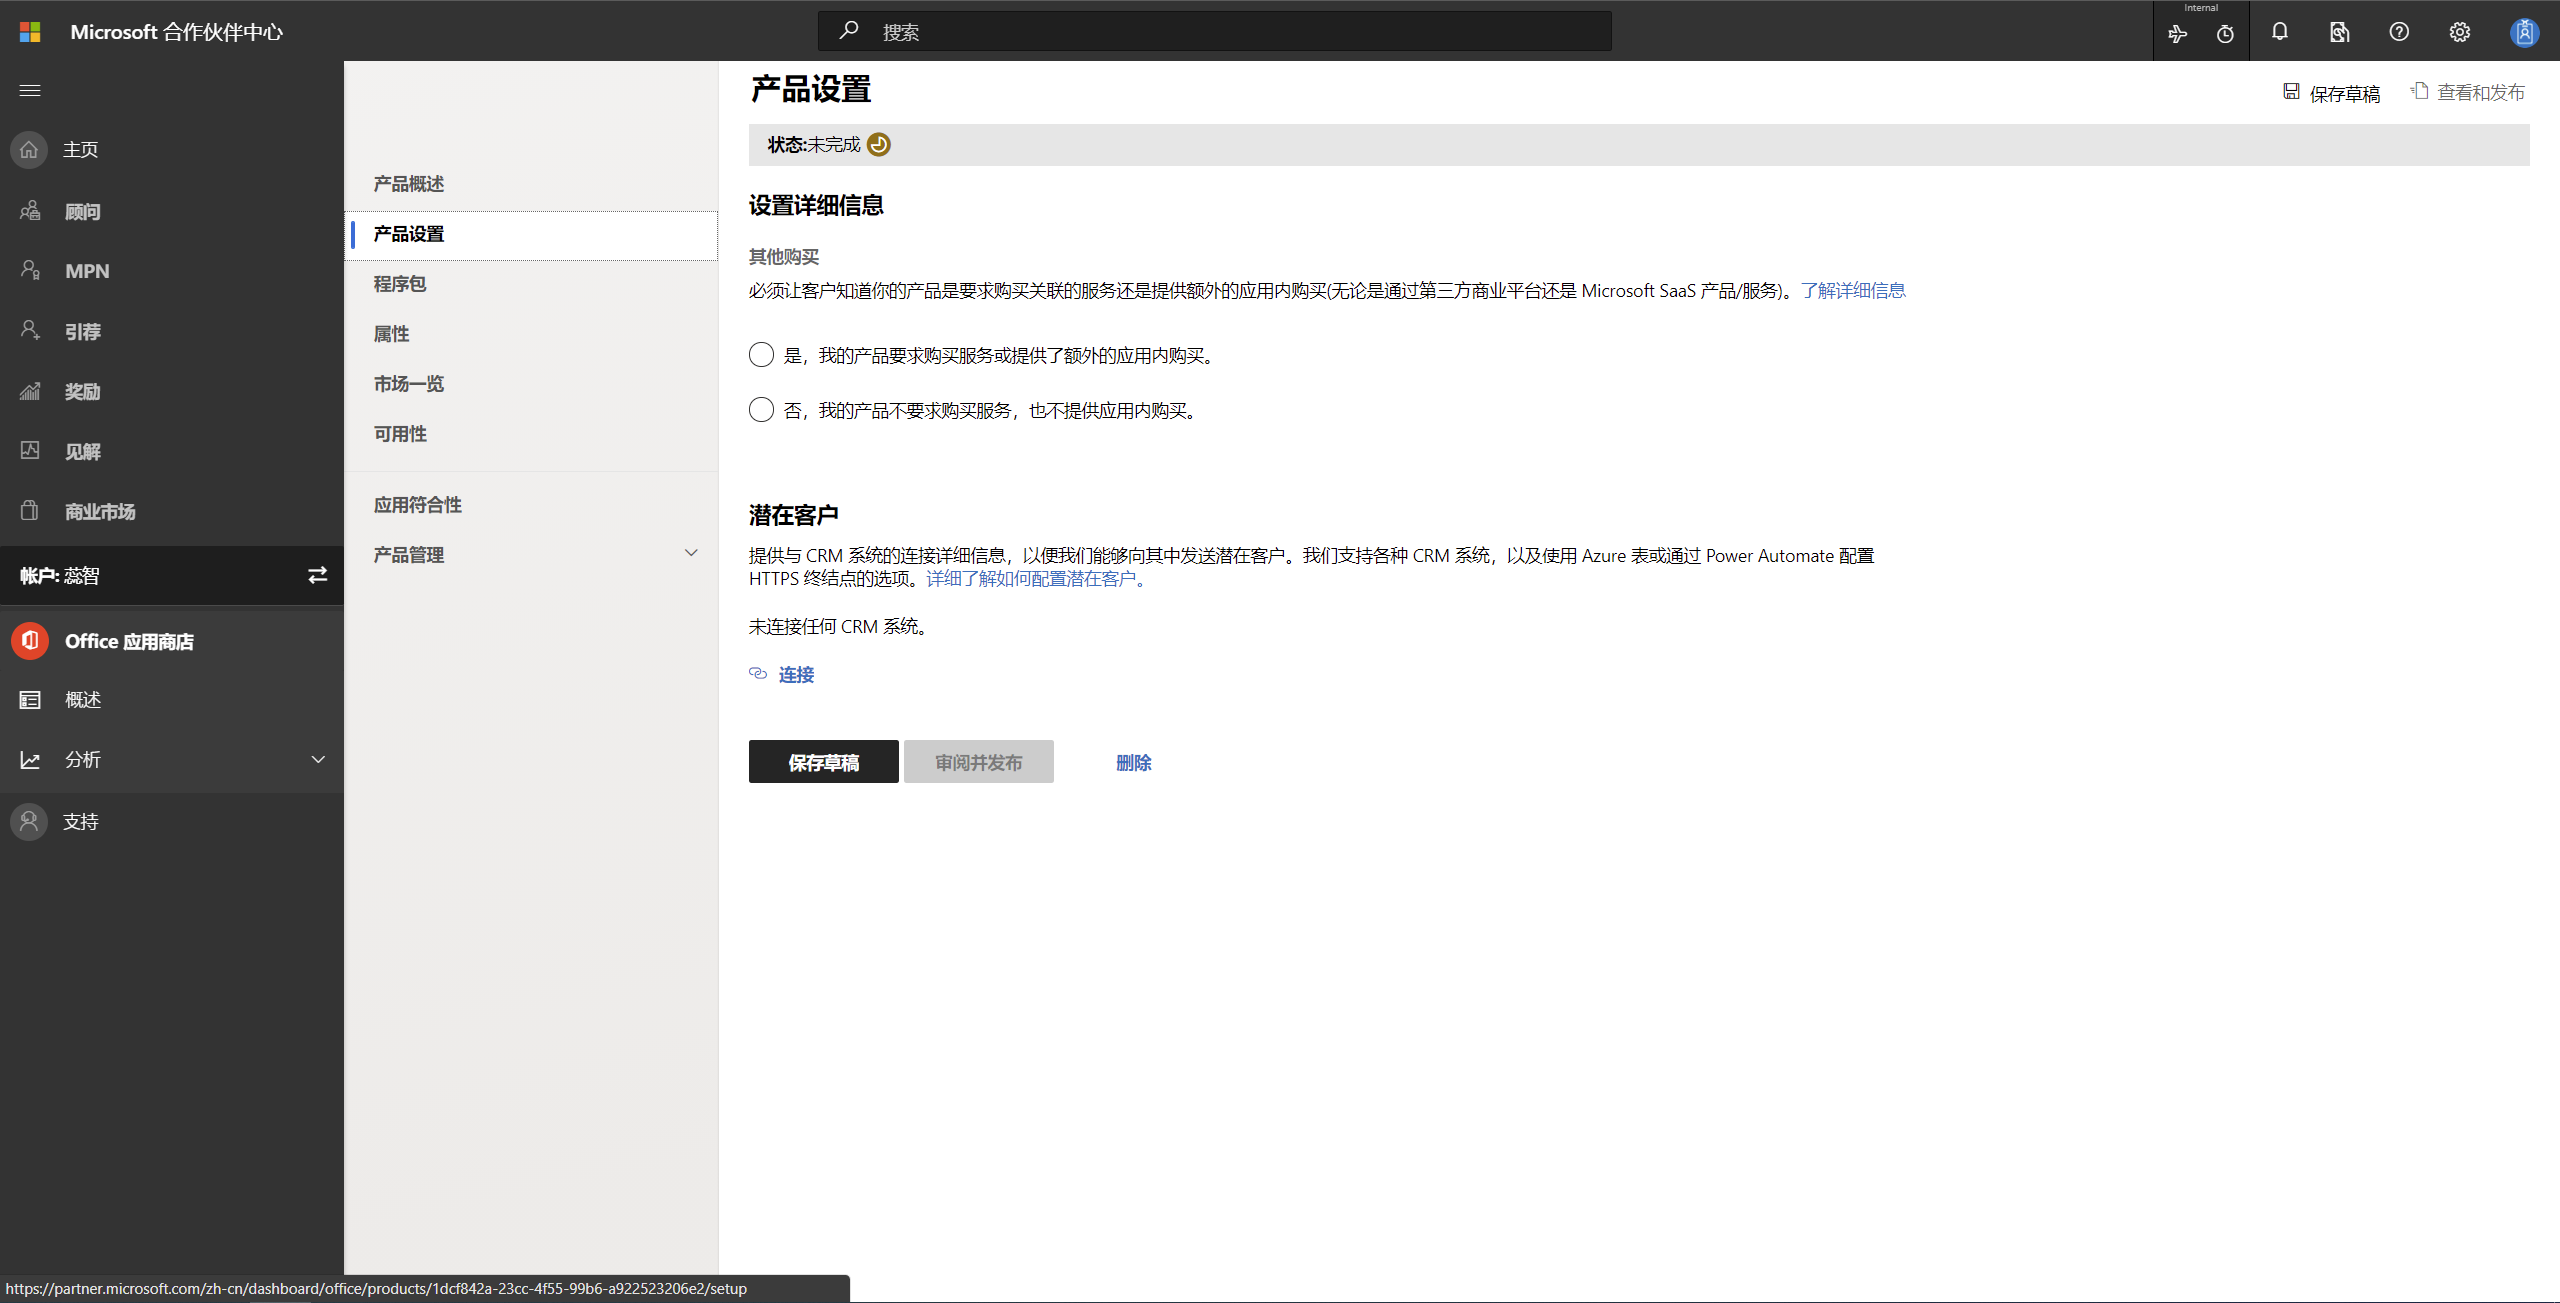 Microsoft 合作伙伴中心
搜索
Internal
主页
顾问
MPN
引荐
奖励
见解
商业市场
帐户: 蕊智
Office 应用商店
概述
分析
支持
产品概述
产品设置
程序包
属性
市场一览
可用性
应用符合性
产品管理
产品设置
保存草稿
查看和发布
状态:未完成
设置详细信息
其他购买
必须让客户知道你的产品是要求购买关联的服务还是提供额外的应用内购买(无论是通过第三方商业平台还是 Microsoft SaaS 产品/服务)。了解详细信息
是，我的产品要求购买服务或提供了额外的应用内购买。
否，我的产品不要求购买服务，也不提供应用内购买。
潜在客户
提供与 CRM 系统的连接详细信息，以便我们能够向其中发送潜在客户。我们支持各种 CRM 系统，以及使用 Azure 表或通过 Power Automate 配置
HTTPS 终结点的选项。详细了解如何配置潜在客户。
未连接任何 CRM 系统。
连接
保存草稿
审阅并发布
删除
https://partner.microsoft.com/zh-cn/dashboard/office/products/1dcf842a-23cc-4f55-99b6-a922523206e2/setup